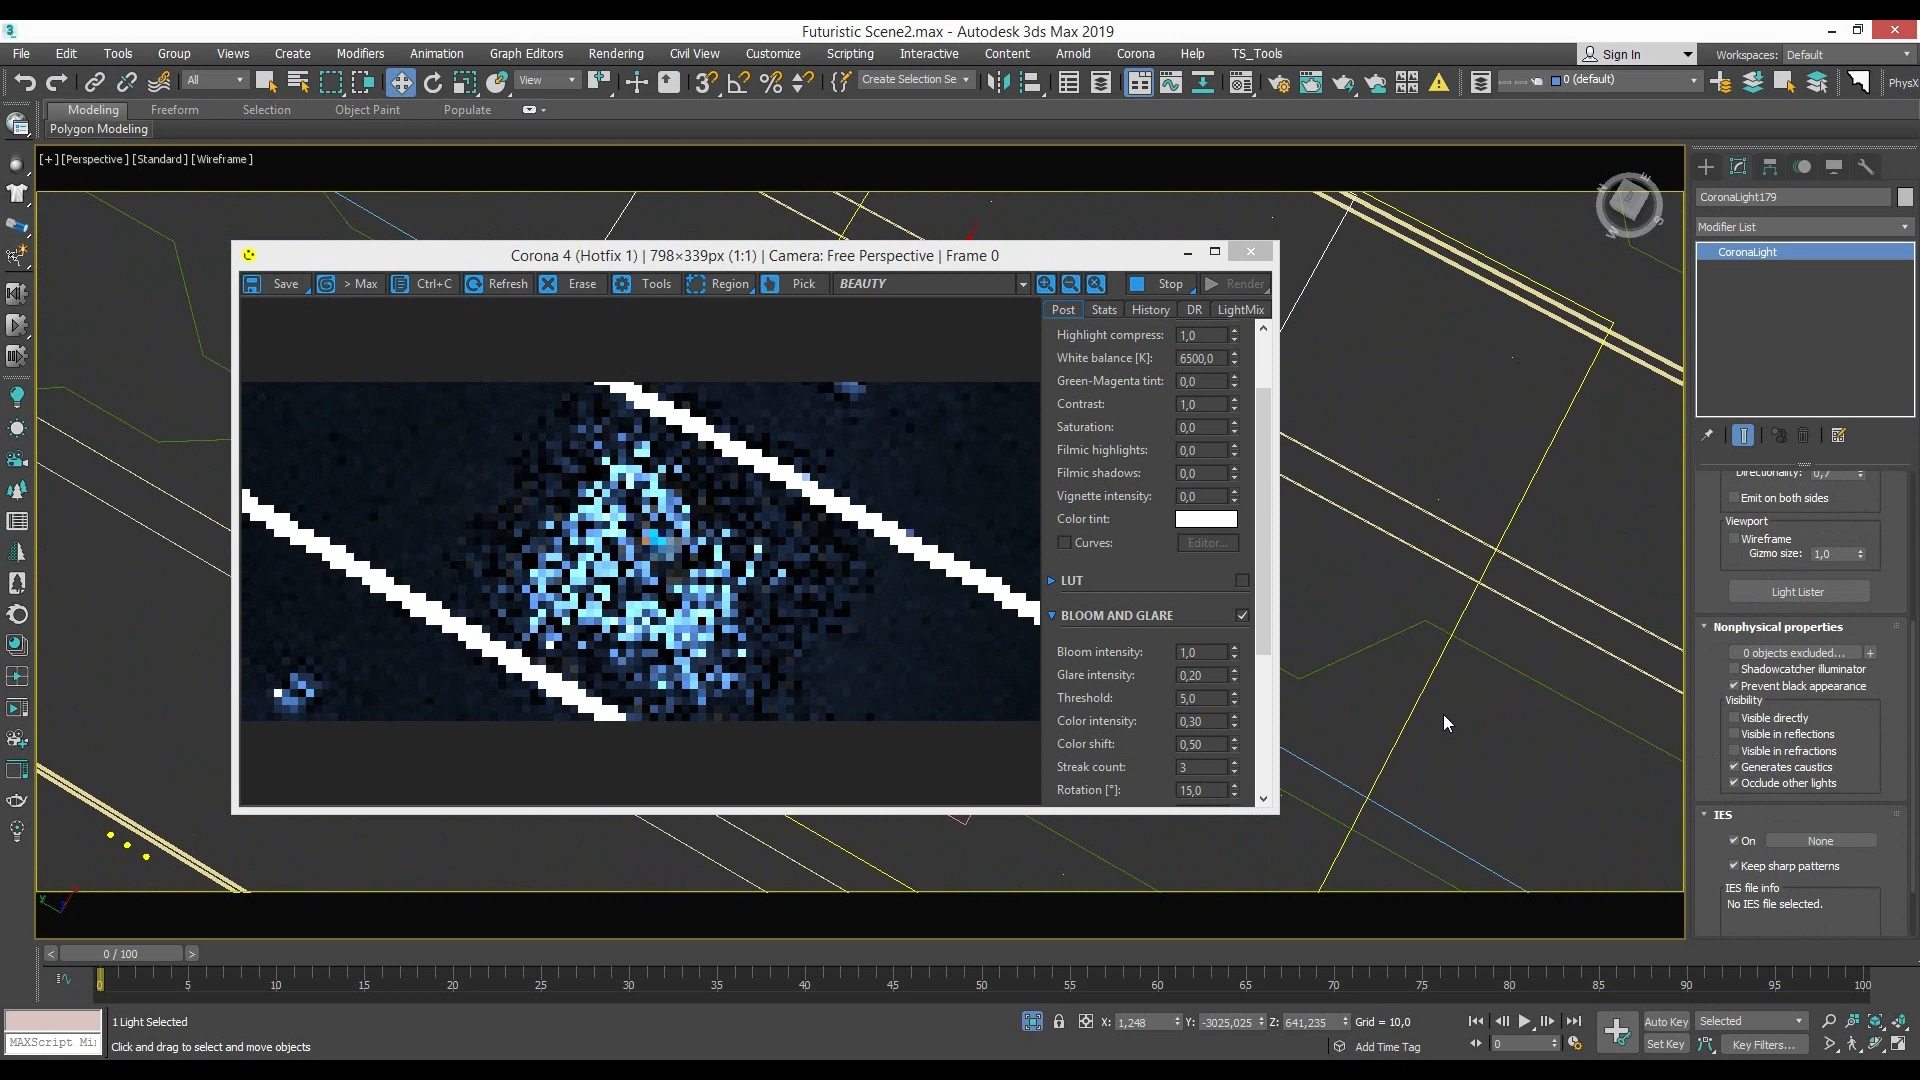 Futuristic Scene2.max - Autodesk 3ds Max 2019
File Edit Tools Group Views Create Modifiers Animation Graph Editors Rendering Civil View Customize Scripting Interactive Content Arnold Corona Help TS_Tools
Sign In Workspaces: Default
All View Create Selection Se 0 (default) PhysX
Modeling Freeform Selection Object Paint Populate
Polygon Modeling
[+] [Perspective] [Standard] [Wireframe]
CoronaLight179
Modifier List
CoronaLight
Corona 4 (Hotfix 1) | 798×339px (1:1) | Camera: Free Perspective | Frame 0
Save > Max Ctrl+C Refresh Erase Tools Region Pick BEAUTY Stop Render
Post Stats History DR LightMix
Highlight compress: 1,0
White balance [K]: 6500,0
Green-Magenta tint: 0,0
Contrast: 1,0
Saturation: 0,0
Filmic highlights: 0,0
Filmic shadows: 0,0
Vignette intensity: 0,0
Color tint:
Curves: Editor...
LUT
BLOOM AND GLARE
Bloom intensity: 1,0
Glare intensity: 0,20
Threshold: 5,0
Color intensity: 0,30
Color shift: 0,50
Streak count: 3
Rotation [°]: 15,0
Directionality: 0,7
Emit on both sides
Viewport
Wireframe
Gizmo size: 1,0
Light Lister
Nonphysical properties
0 objects excluded... +
Shadowcatcher illuminator
Prevent black appearance
Visibility
Visible directly
Visible in reflections
Visible in refractions
Generates caustics
Occlude other lights
IES
On None
Keep sharp patterns
IES file info
No IES file selected.
< 0 / 100 >
0 5 10 15 20 25 30 35 40 45 50 55 60 65 70 75 80 85 90 95 100
1 Light Selected
X: 1,248 Y: -3025,025 Z: 641,235 Grid = 10,0
Auto Key Selected
MAXScript Mi
Click and drag to select and move objects
Add Time Tag
0
Set Key Key Filters...